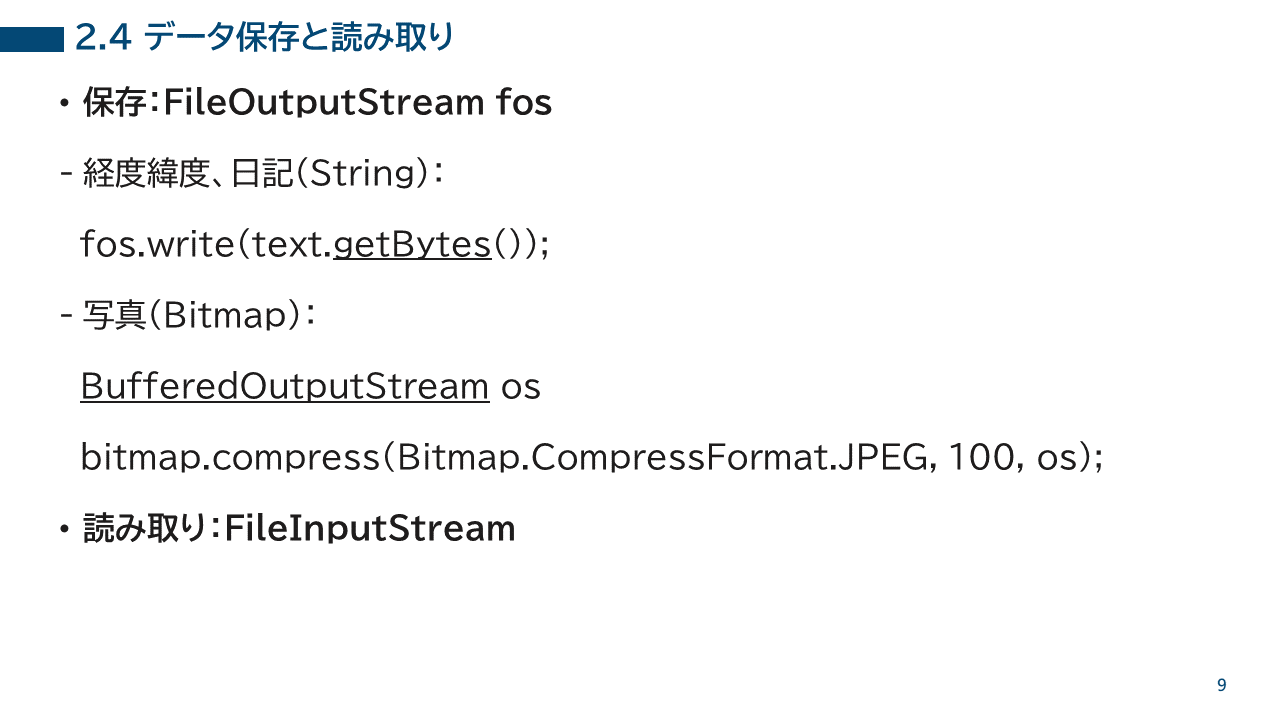 2.4 データ保存と読み取り
• 保存：FileOutputStream fos
- 経度緯度、日記（String）：
fos.write(text.getBytes());
- 写真（Bitmap）：
BufferedOutputStream os
bitmap.compress(Bitmap.CompressFormat.JPEG, 100, os);
• 読み取り：FileInputStream
9